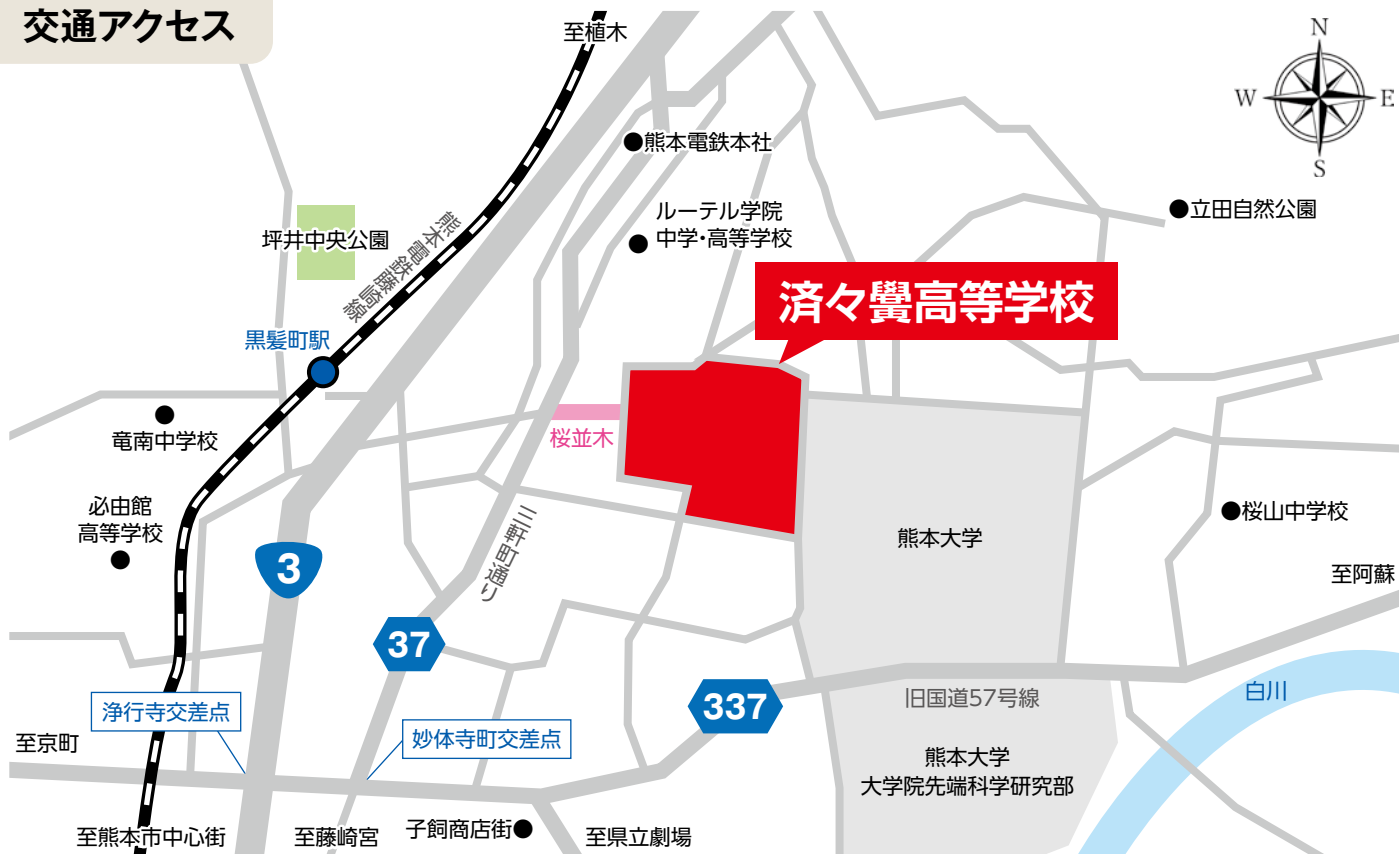 交通アクセス
至植木
N
W
E
S
熊本電鉄本社
ルーテル学院
中学・高等学校
立田自然公園
坪井中央公園
熊本電鉄藤崎線
済々黌高等学校
黒髪町駅
竜南中学校
桜並木
必由館
高等学校
三軒町通り
熊本大学
桜山中学校
至阿蘇
3
37
337
旧国道57号線
白川
浄行寺交差点
妙体寺町交差点
至京町
熊本大学
大学院先端科学研究部
至熊本市中心街
至藤崎宮
子飼商店街
至県立劇場